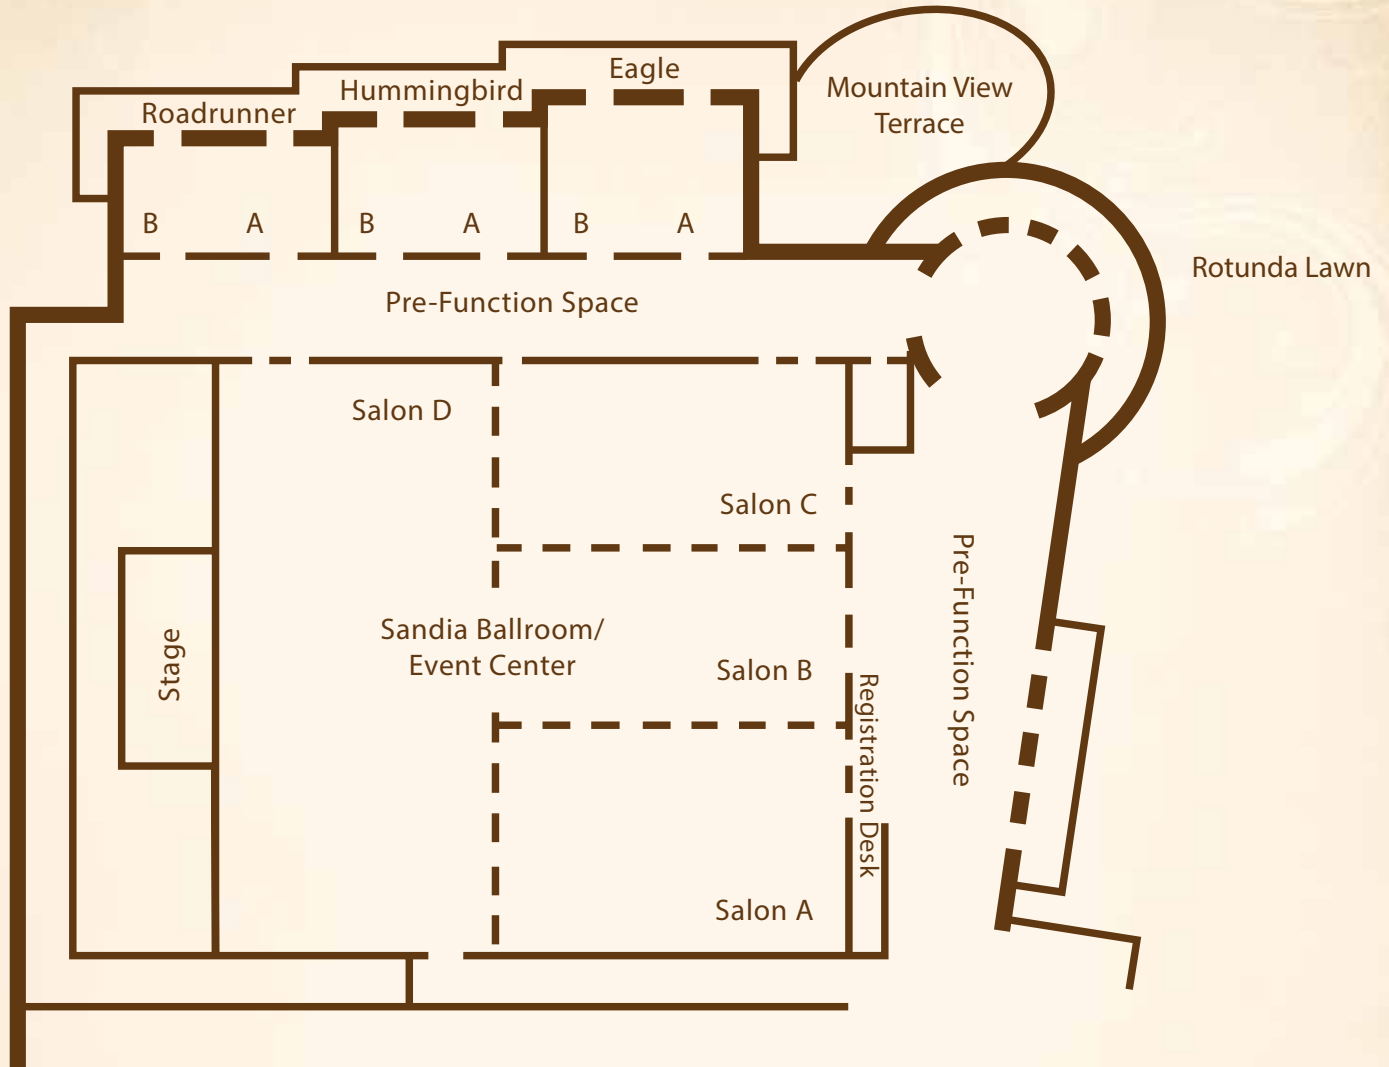 Eagle
Hummingbird
Roadrunner
Mountain View
Terrace
B A B A B A
Rotunda Lawn
Pre-Function Space
Salon D
Salon C
Pre-Function Space
Sandia Ballroom/
Event Center
Stage
Salon B
Registration Desk
Salon A